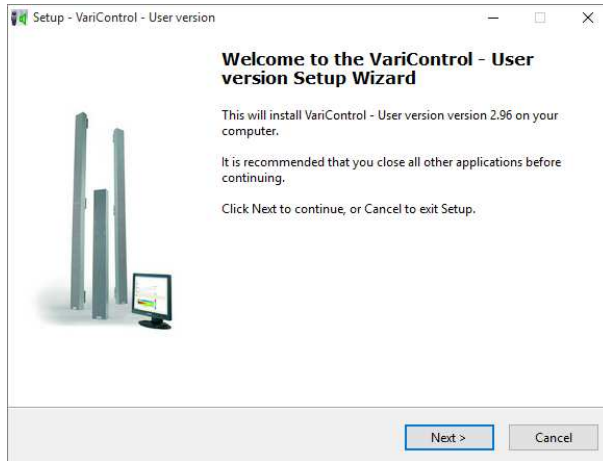 Setup - VariControl - User version
Welcome to the VariControl - User
version Setup Wizard
This will install VariControl - User version version 2.96 on your
computer.
It is recommended that you close all other applications before
continuing.
Click Next to continue, or Cancel to exit Setup.
Next >
Cancel